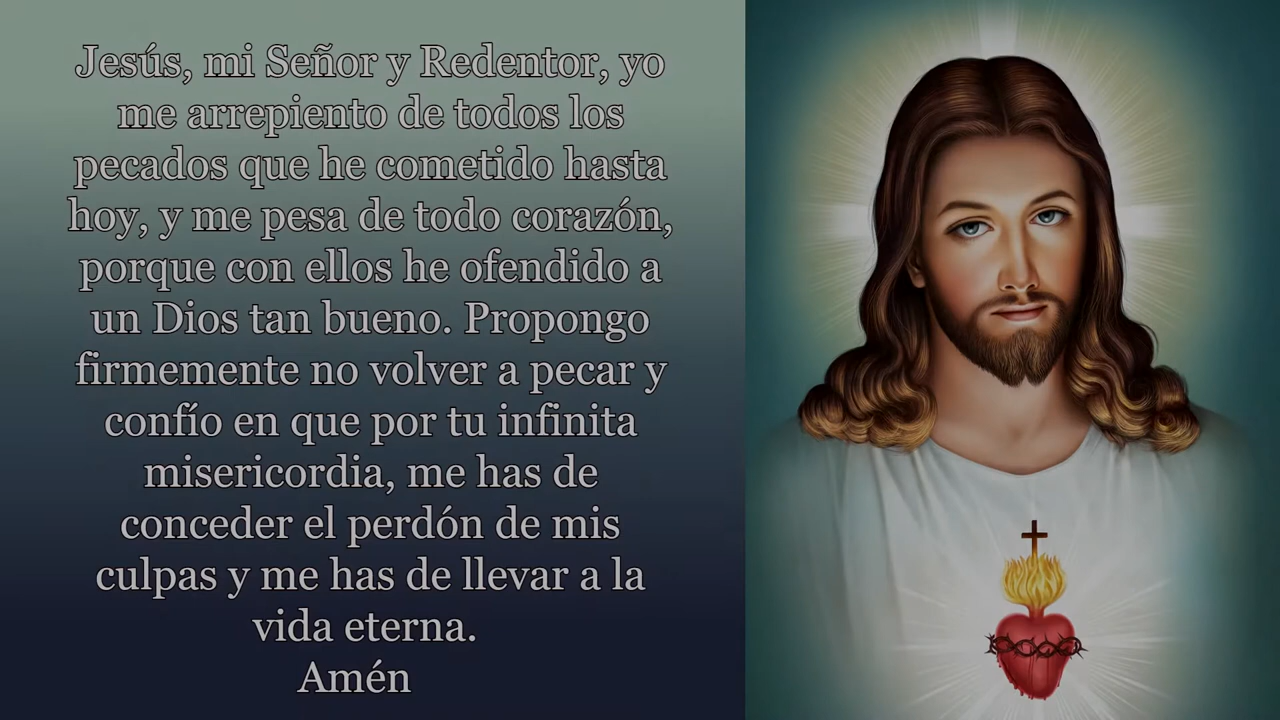 Jesús, mi Señor y Redentor, yo
me arrepiento de todos los
pecados que he cometido hasta
hoy, y me pesa de todo corazón,
porque con ellos he ofendido a
un Dios tan bueno. Propongo
firmemente no volver a pecar y
confío en que por tu infinita
misericordia, me has de
conceder el perdón de mis
culpas y me has de llevar a la
vida eterna.
Amén